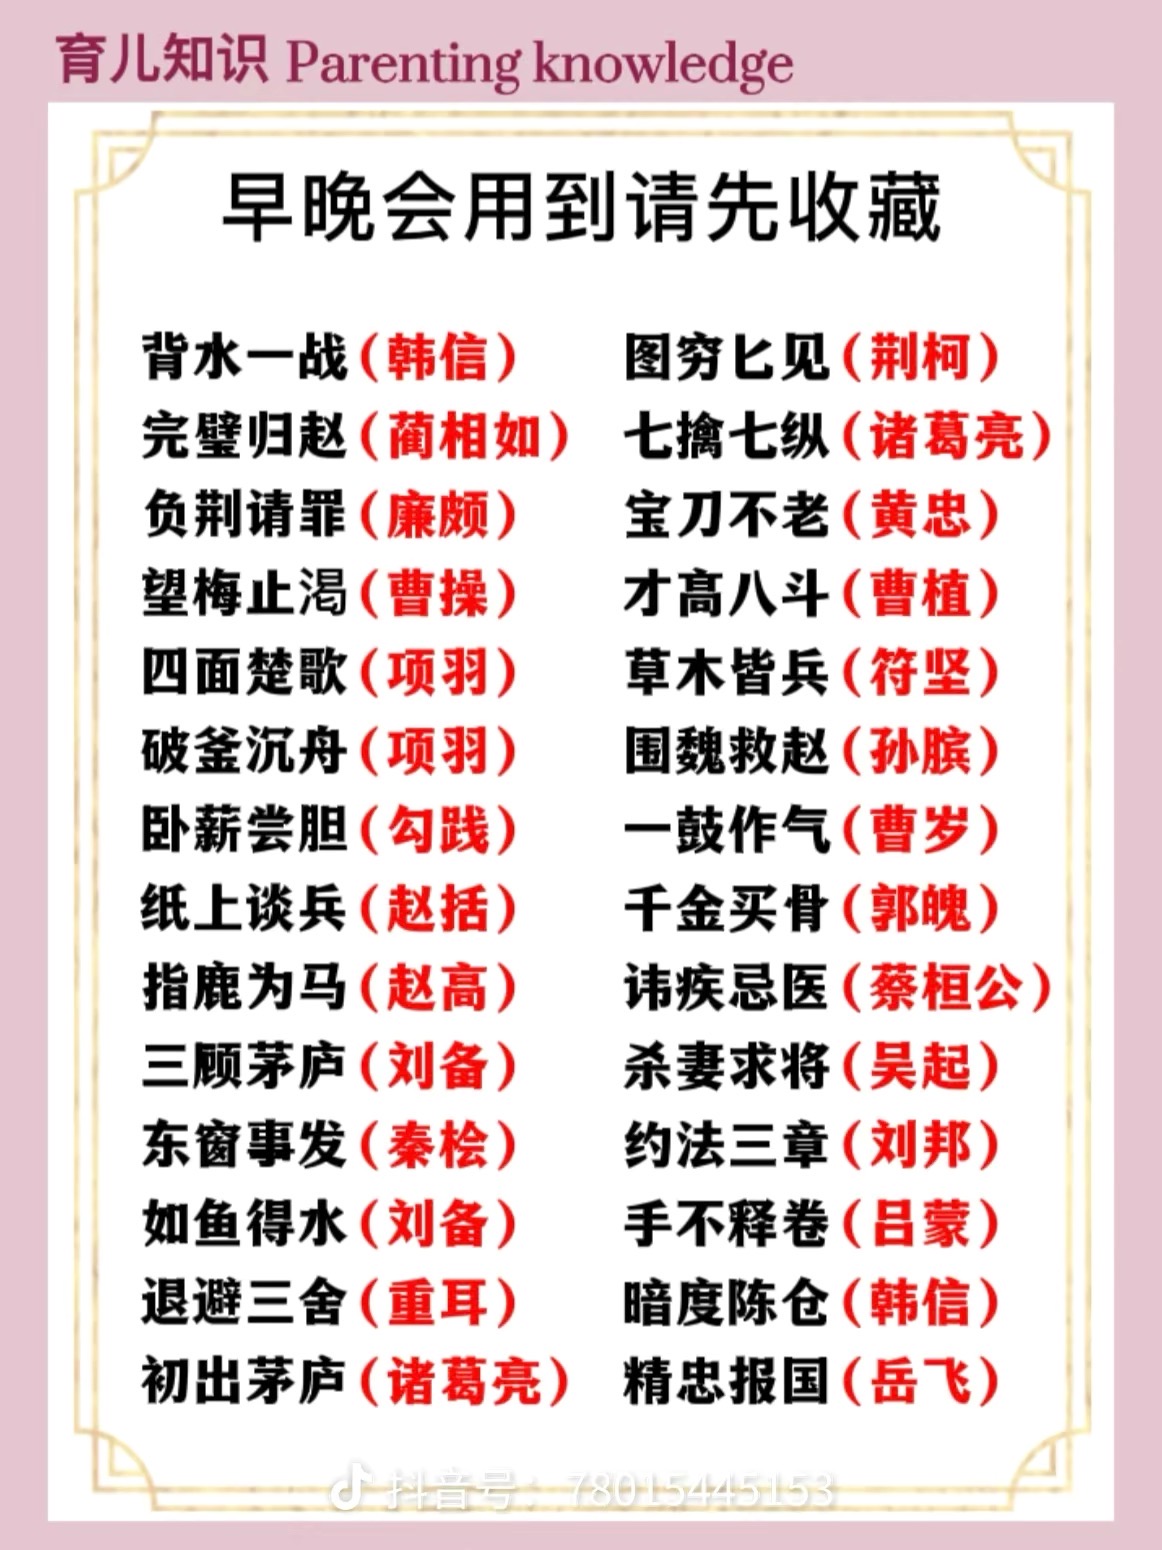 育儿知识 Parenting knowledge
早晚会用到请先收藏
背水一战(韩信) 图穷匕见(荆柯)
完璧归赵(蔺相如) 七擒七纵(诸葛亮)
负荆请罪(廉颇) 宝刀不老(黄忠)
望梅止渴(曹操) 才高八斗(曹植)
四面楚歌(项羽) 草木皆兵(符坚)
破釜沉舟(项羽) 围魏救赵(孙膑)
卧薪尝胆(勾践) 一鼓作气(曹岁)
纸上谈兵(赵括) 千金买骨(郭愧)
指鹿为马(赵高) 讳疾忌医(蔡桓公)
三顾茅庐(刘备) 杀妻求将(吴起)
东窗事发(秦桧) 约法三章(刘邦)
如鱼得水(刘备) 手不释卷(吕蒙)
退避三舍(重耳) 暗度陈仓(韩信)
初出茅庐(诸葛亮) 精忠报国(岳飞)
抖音号：78015445153